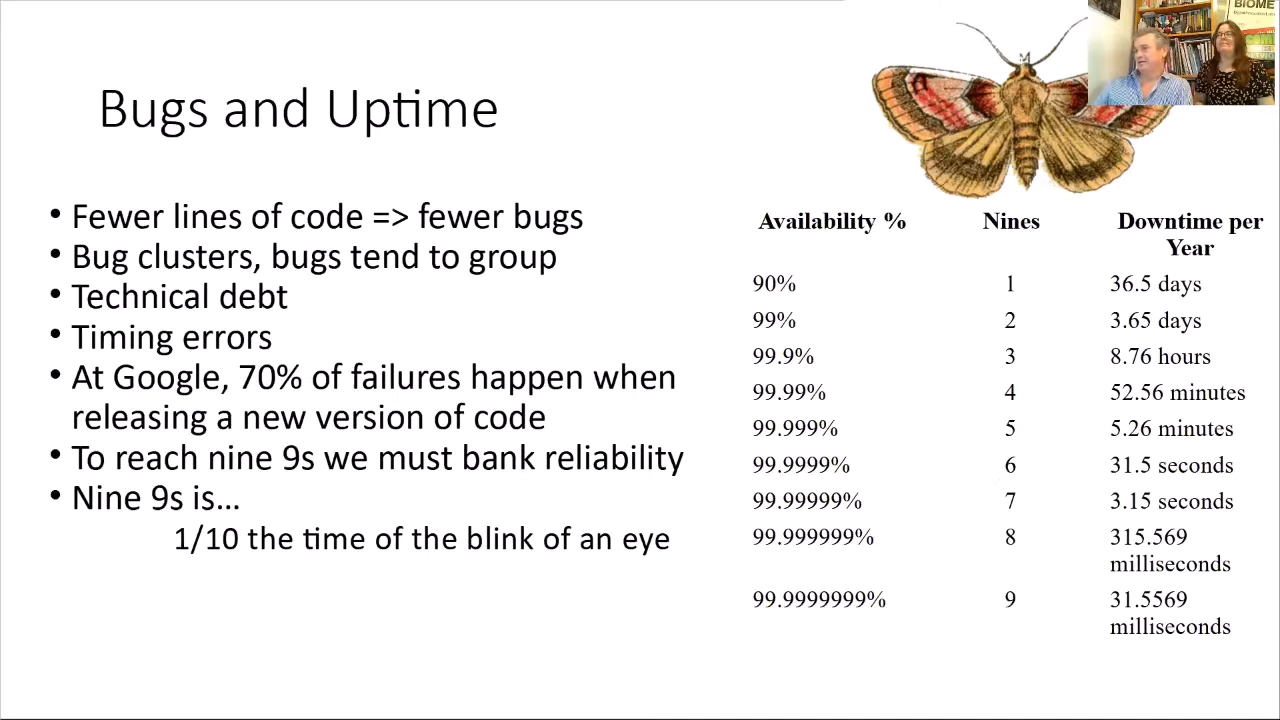 BIOME
Bugs and Uptime
• Fewer lines of code => fewer bugs
• Bug clusters, bugs tend to group
• Technical debt
• Timing errors
• At Google, 70% of failures happen when
releasing a new version of code
• To reach nine 9s we must bank reliability
• Nine 9s is…
1/10 the time of the blink of an eye
Availability % Nines Downtime per
Year
90% 1 36.5 days
99% 2 3.65 days
99.9% 3 8.76 hours
99.99% 4 52.56 minutes
99.999% 5 5.26 minutes
99.9999% 6 31.5 seconds
99.99999% 7 3.15 seconds
99.999999% 8 315.569
milliseconds
99.9999999% 9 31.5569
milliseconds